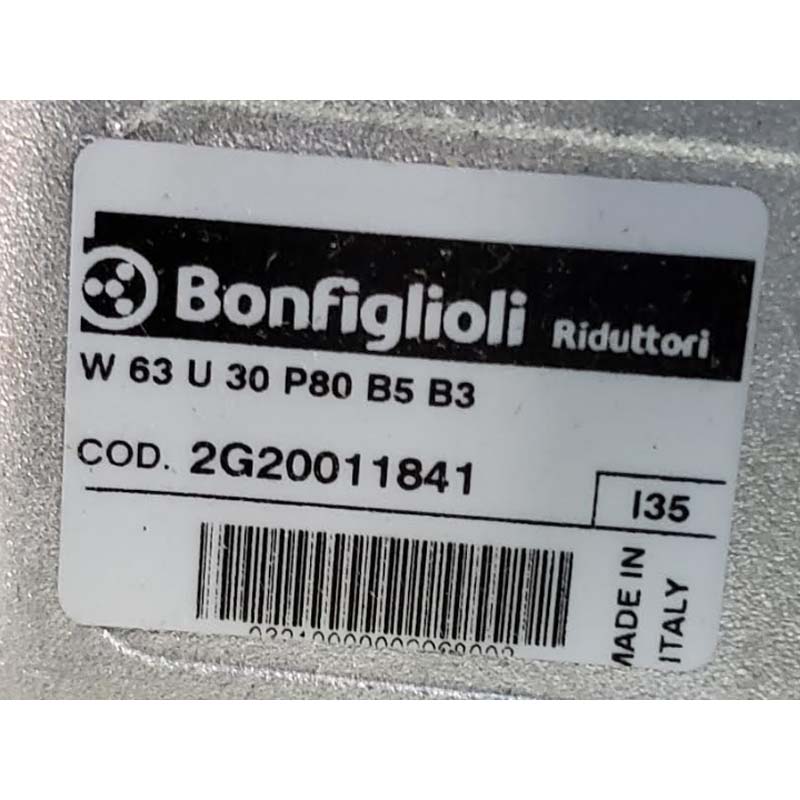 Bonfiglioli Riduttori
W 63 U 30 P80 B5 B3
COD. 2G20011841
I35
MADE IN
ITALY